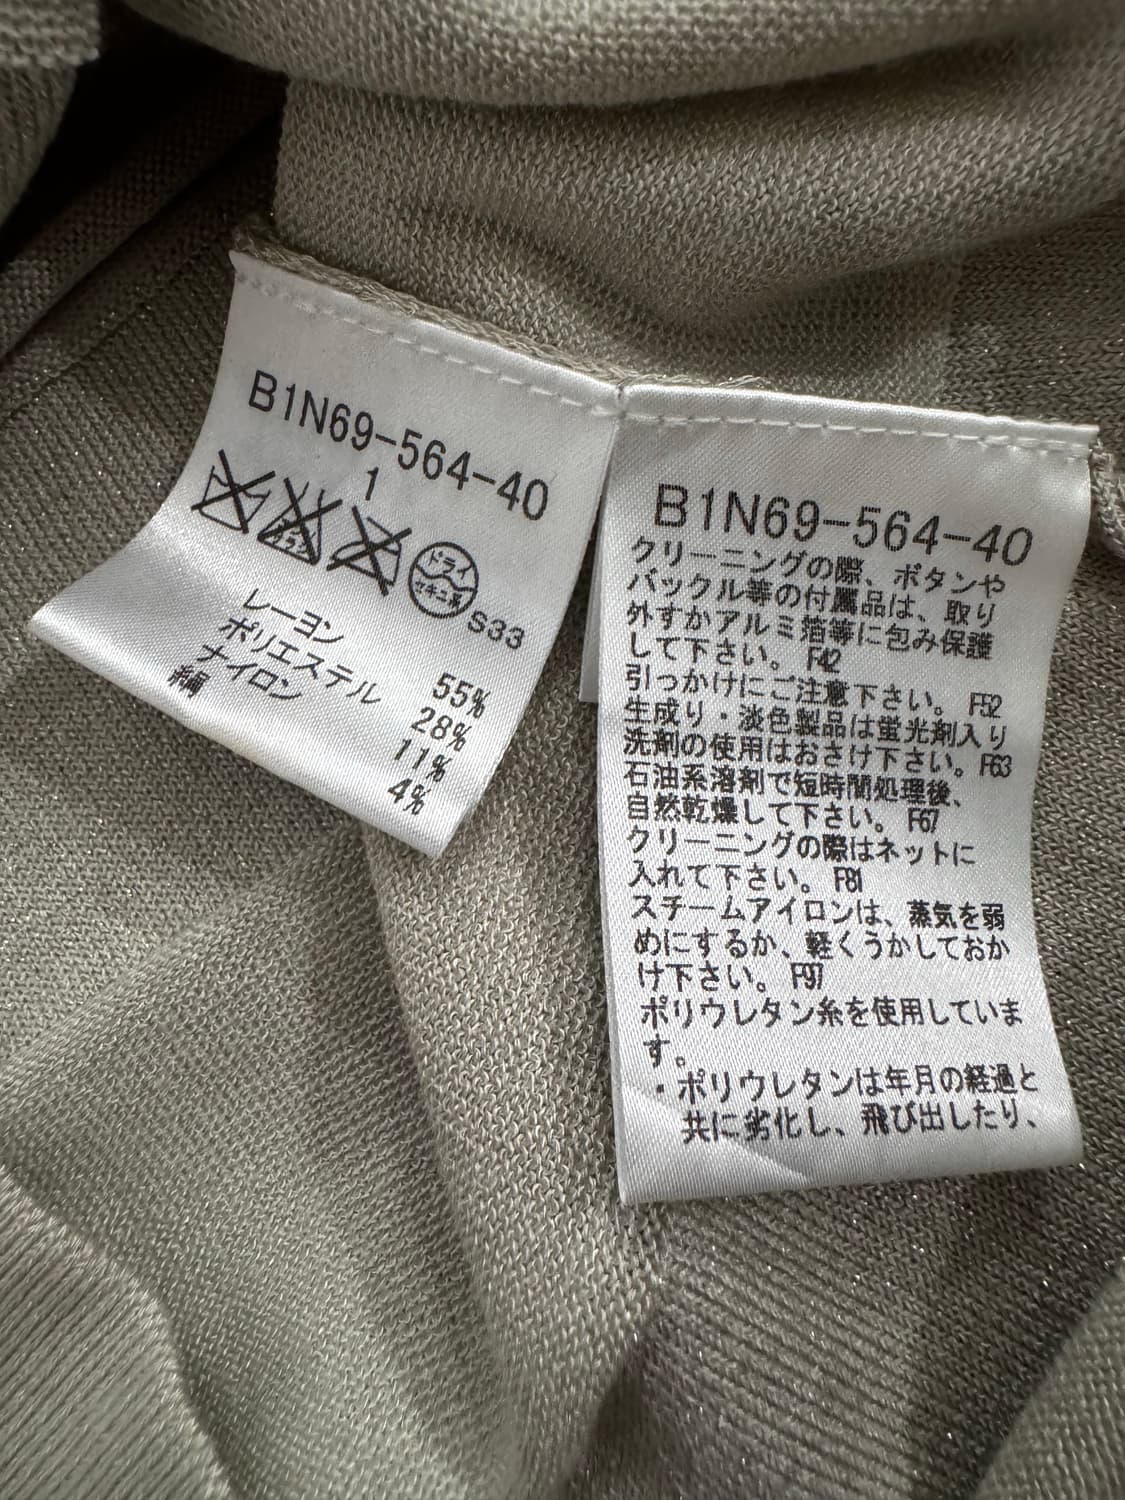 B1N69-564-40
1
エンソ
サラシ
ドライ
セキユ系
S33
レーヨン 55%
ポリエステル 28%
ナイロン 11%
絹 4%
B1N69-564-40
クリーニングの際、ボタンや
バックル等の付属品は、取り
外すかアルミ箔等に包み保護
して下さい。 F42
引っかけにご注意下さい。 F52
生成り・淡色製品は蛍光剤入り
洗剤の使用はおさけ下さい。F63
石油系溶剤で短時間処理後、
自然乾燥して下さい。 F67
クリーニングの際はネットに
入れて下さい。 F81
スチームアイロンは、蒸気を弱
めにするか、軽くうかしておか
け下さい。 F97
ポリウレタン糸を使用していま
す。
・ポリウレタンは年月の経過と
共に劣化し、飛び出したり、